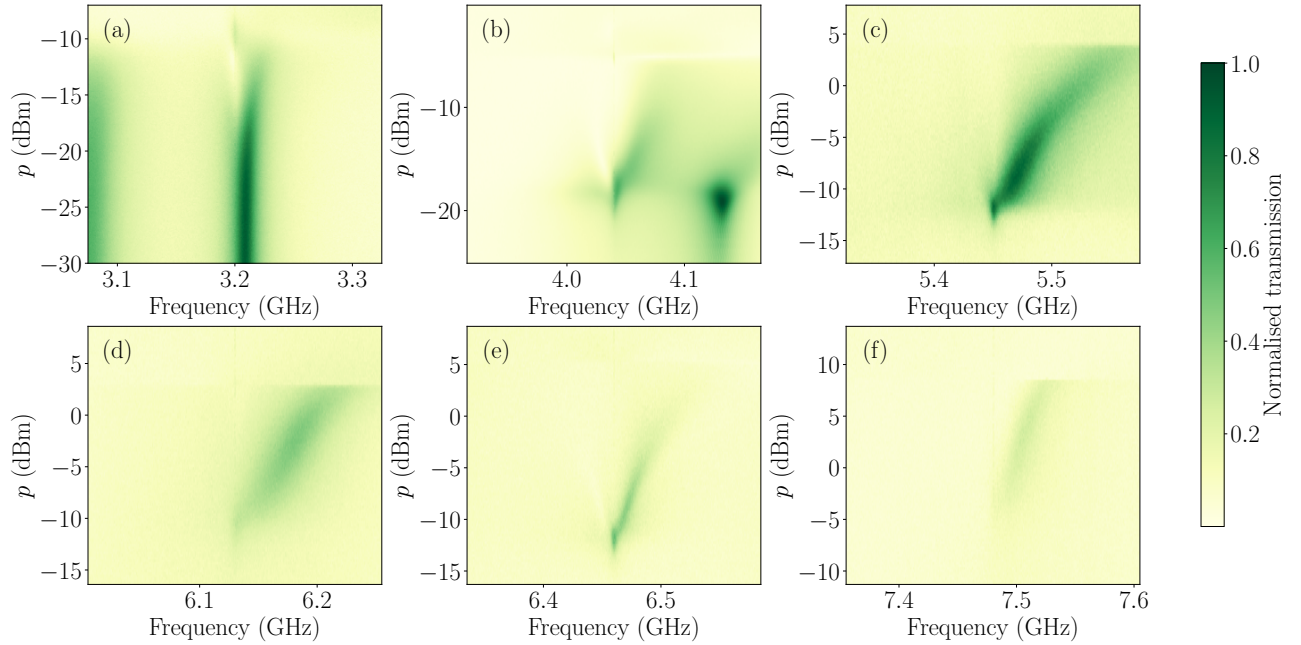 (a)
−10
−15
−20
−25
−30
p (dBm)
3.1 3.2 3.3
Frequency (GHz)
(b)
−10
−20
p (dBm)
4.0 4.1
Frequency (GHz)
(c)
5
0
−5
−10
−15
p (dBm)
5.4 5.5
Frequency (GHz)
(d)
5
0
−5
−10
−15
p (dBm)
6.1 6.2
Frequency (GHz)
(e)
5
0
−5
−10
−15
p (dBm)
6.4 6.5
Frequency (GHz)
(f)
10
5
0
−5
−10
p (dBm)
7.4 7.5 7.6
Frequency (GHz)
1.0
0.8
0.6
0.4
0.2
Normalised transmission